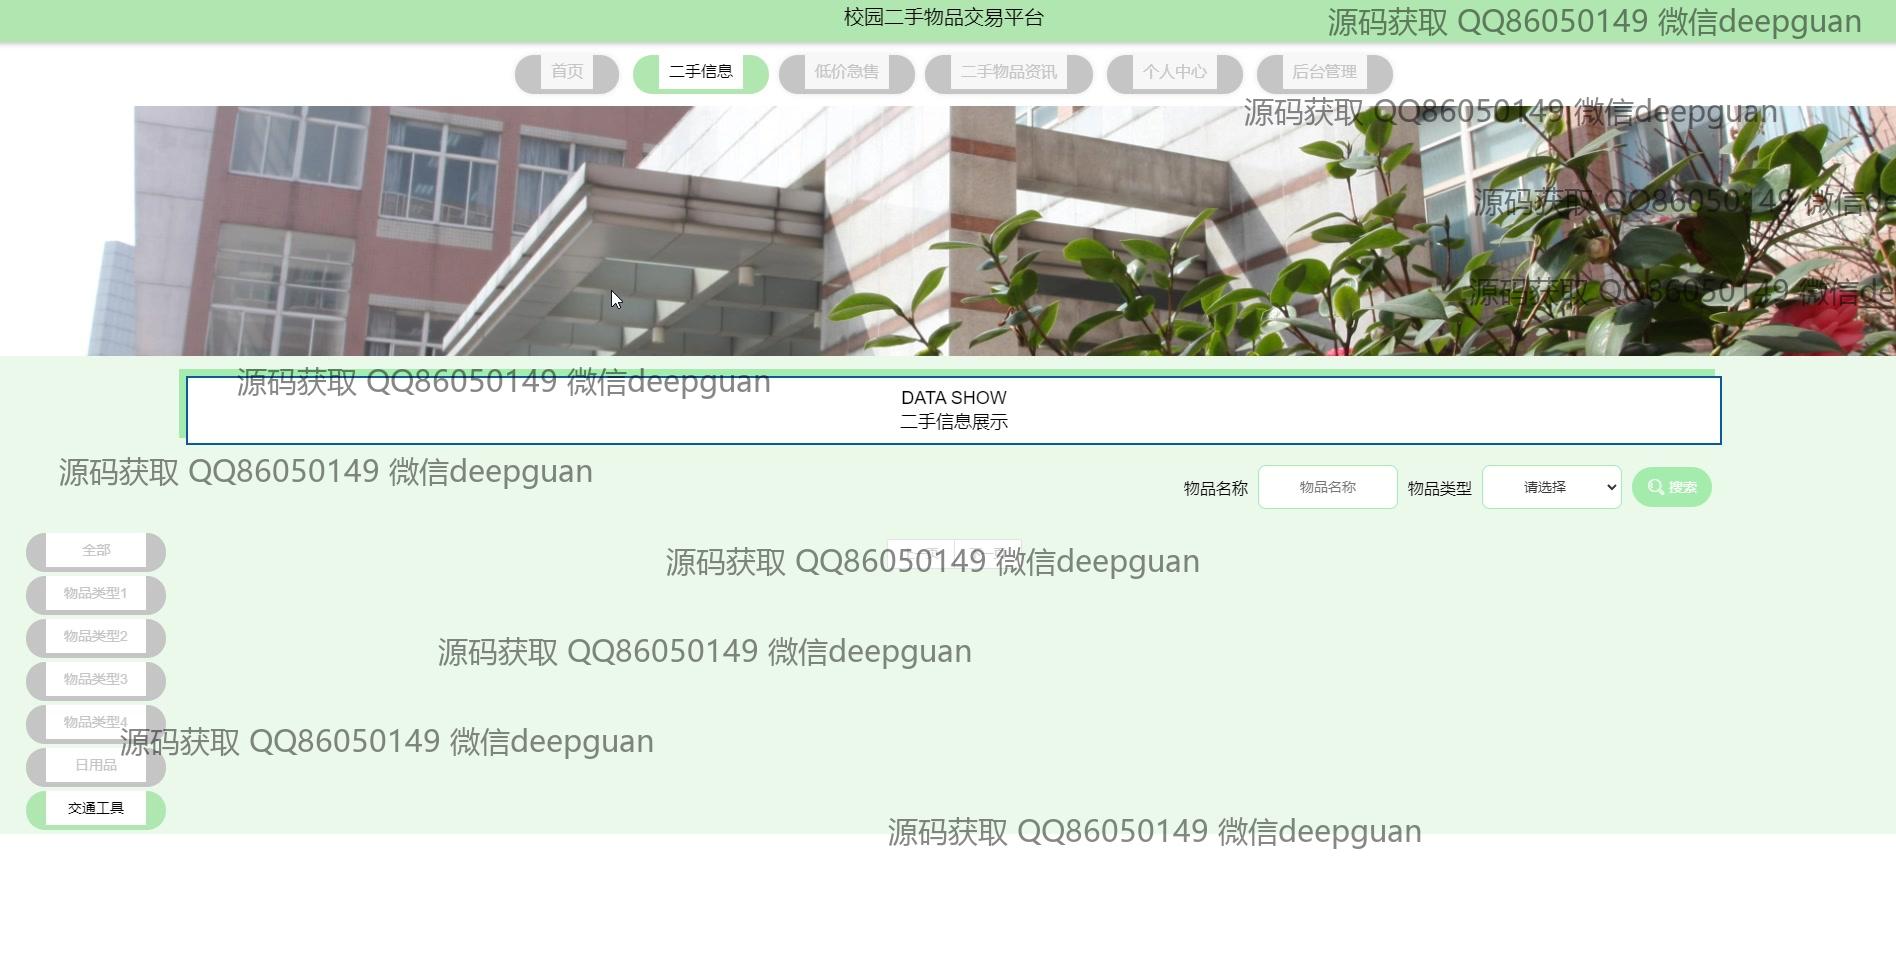 校园二手物品交易平台
源码获取 QQ86050149 微信deepguan
首页 二手信息 低价急售 二手物品资讯 个人中心 后台管理
源码获取 QQ86050149 微信deepguan
源码获取 QQ86050149 微信de
源码获取 QQ86050149 微信de
源码获取 QQ86050149 微信deepguan
DATA SHOW
二手信息展示
源码获取 QQ86050149 微信deepguan
物品名称 物品名称 物品类型 请选择 搜索
全部
源码获取 QQ86050149 微信deepguan
物品类型1
物品类型2
源码获取 QQ86050149 微信deepguan
物品类型3
物品类型4
源码获取 QQ86050149 微信deepguan
日用品
交通工具
源码获取 QQ86050149 微信deepguan